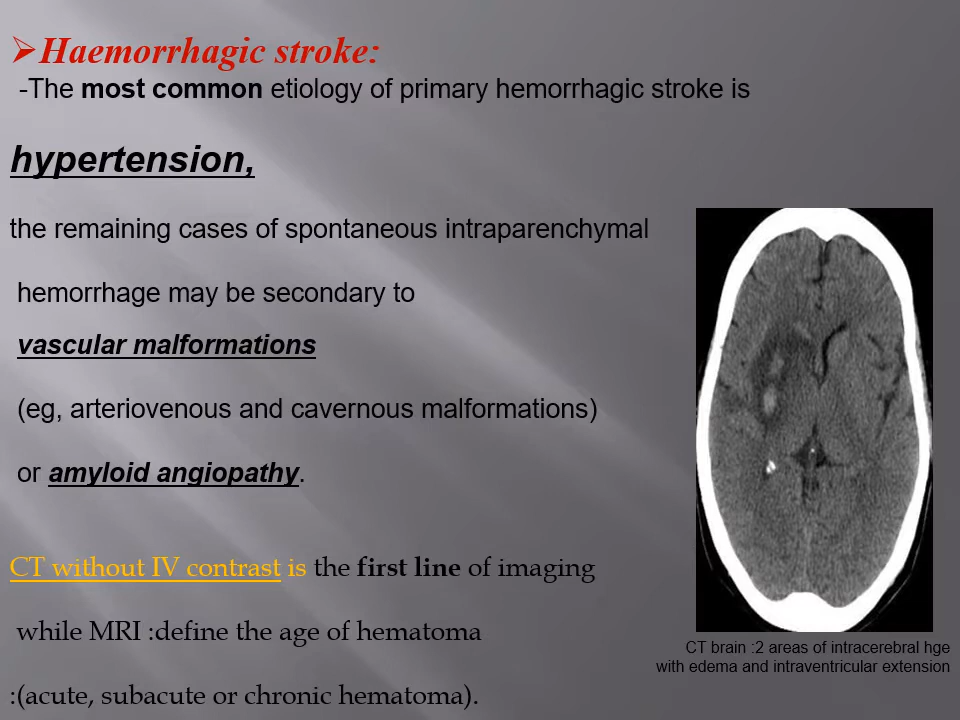 ➢Haemorrhagic stroke:
-The most common etiology of primary hemorrhagic stroke is
hypertension,
the remaining cases of spontaneous intraparenchymal
hemorrhage may be secondary to
vascular malformations
(eg, arteriovenous and cavernous malformations)
or amyloid angiopathy.
CT without IV contrast is the first line of imaging
while MRI :define the age of hematoma
:(acute, subacute or chronic hematoma).
CT brain :2 areas of intracerebral hge
with edema and intraventricular extension